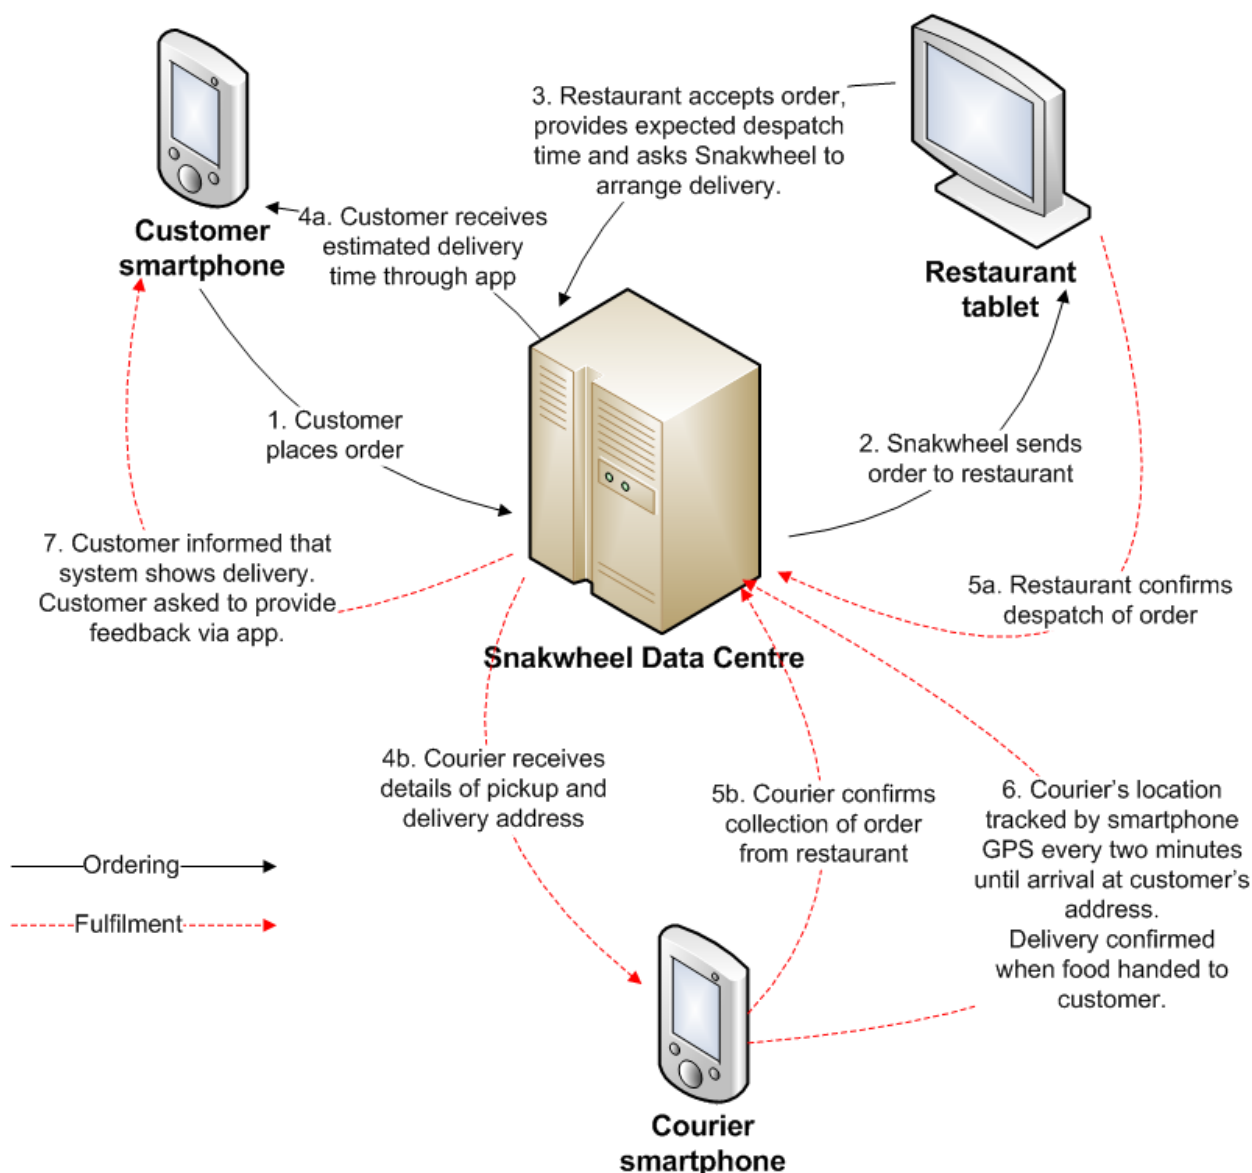 3. Restaurant accepts order,
provides expected despatch
time and asks Snakwheel to
arrange delivery.
4a. Customer receives
estimated delivery
time through app
Customer
smartphone
Restaurant
tablet
1. Customer
places order
2. Snakwheel sends
order to restaurant
7. Customer informed that
system shows delivery.
Customer asked to provide
feedback via app.
5a. Restaurant confirms
despatch of order
Snakwheel Data Centre
4b. Courier receives
details of pickup and
delivery address
5b. Courier confirms
collection of order
from restaurant
6. Courier's location
tracked by smartphone
GPS every two minutes
until arrival at customer's
address.
Delivery confirmed
when food handed to
customer.
Ordering
Fulfilment
Courier
smartphone